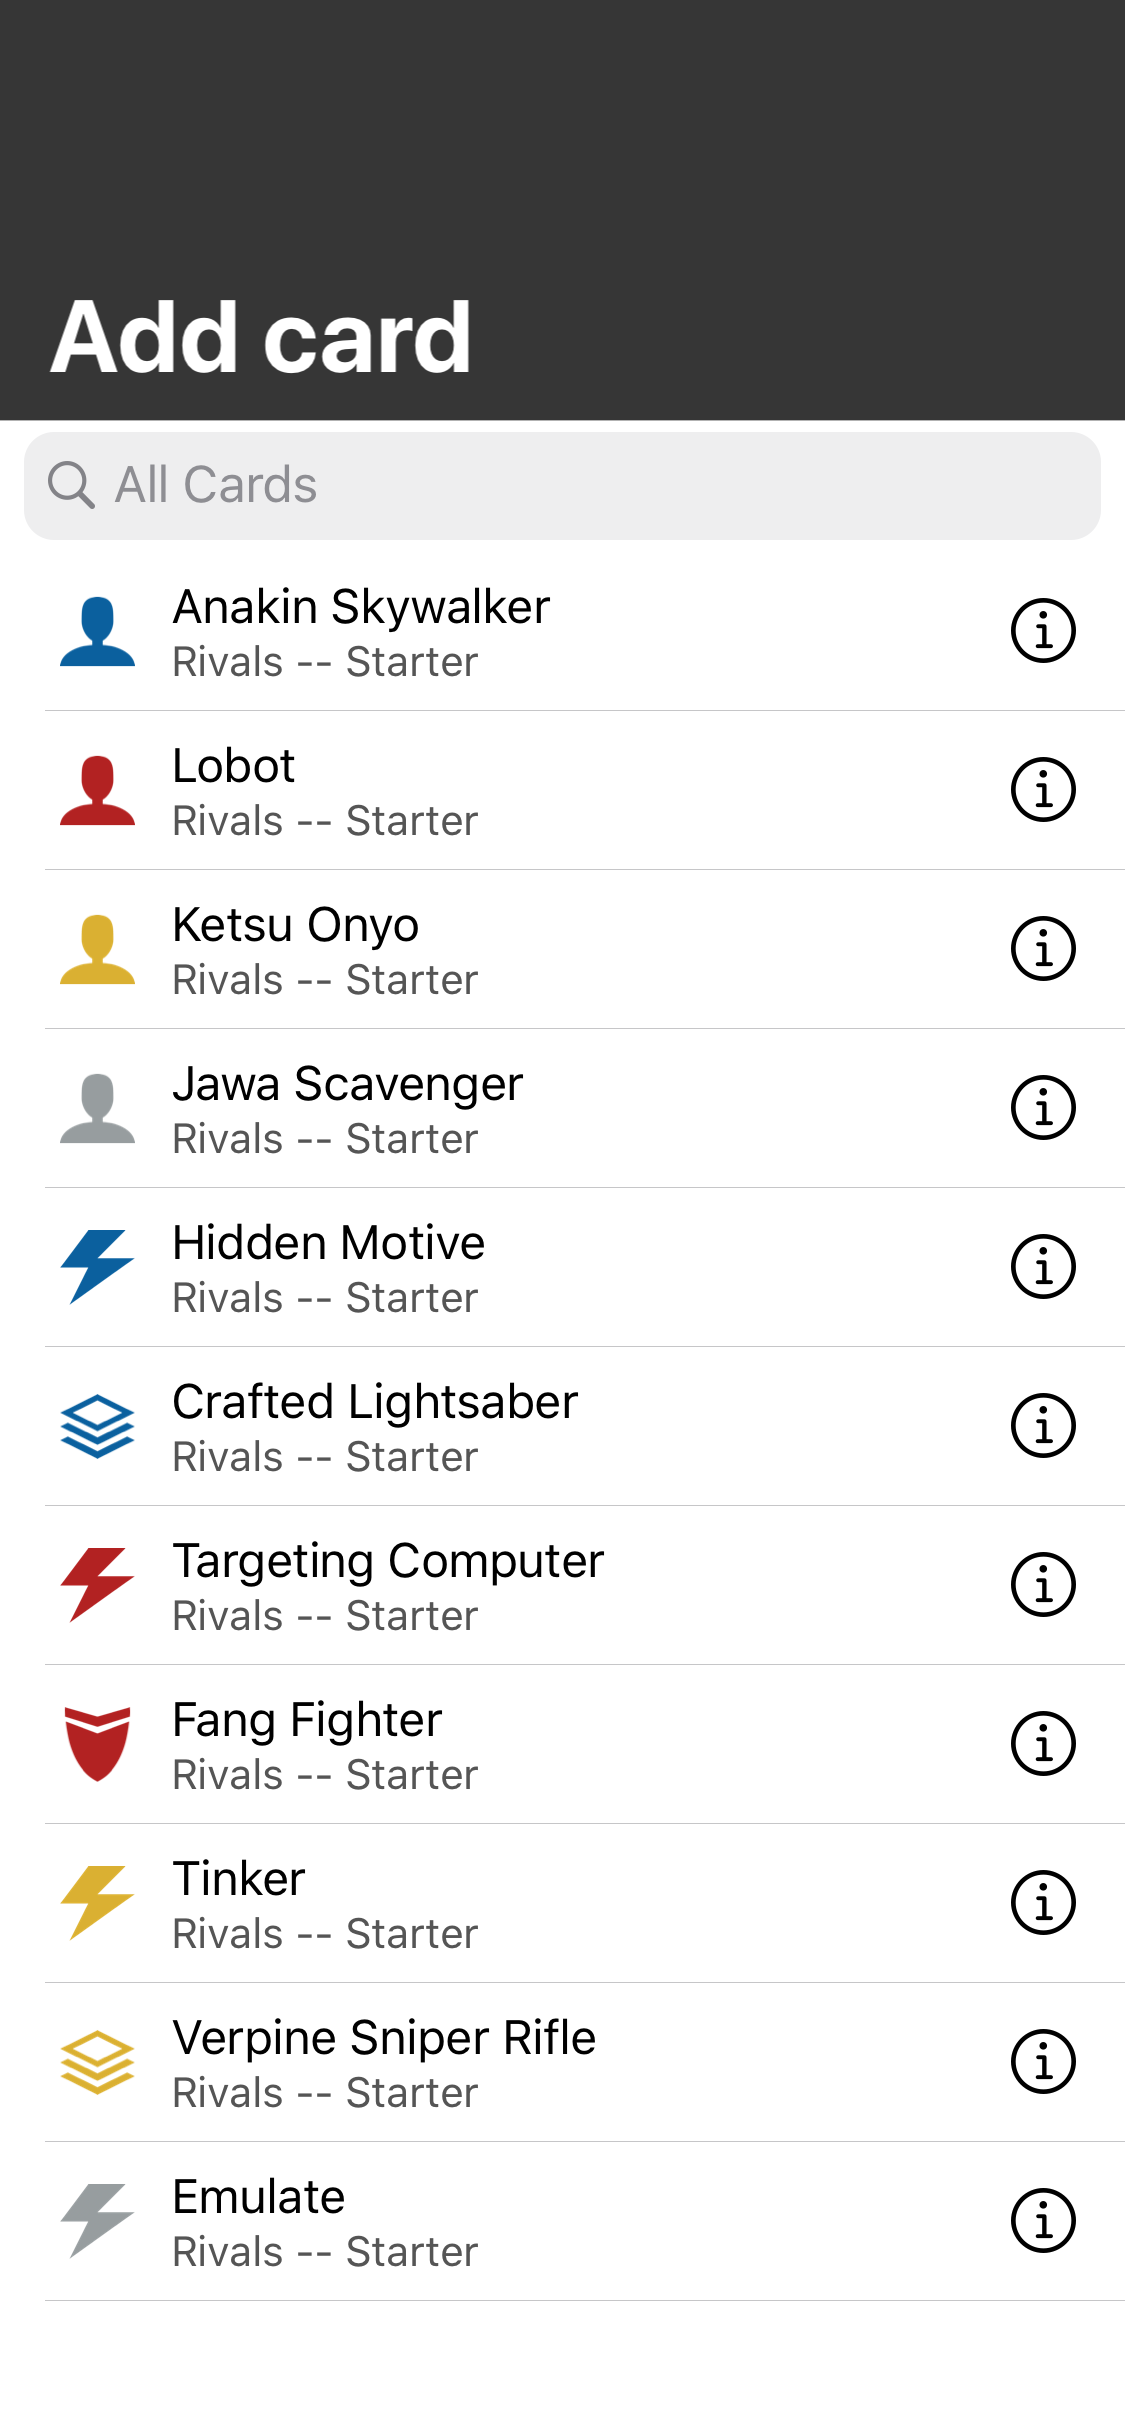 Add card
All Cards
Anakin Skywalker
Rivals -- Starter
Lobot
Rivals -- Starter
Ketsu Onyo
Rivals -- Starter
Jawa Scavenger
Rivals -- Starter
Hidden Motive
Rivals -- Starter
Crafted Lightsaber
Rivals -- Starter
Targeting Computer
Rivals -- Starter
Fang Fighter
Rivals -- Starter
Tinker
Rivals -- Starter
Verpine Sniper Rifle
Rivals -- Starter
Emulate
Rivals -- Starter